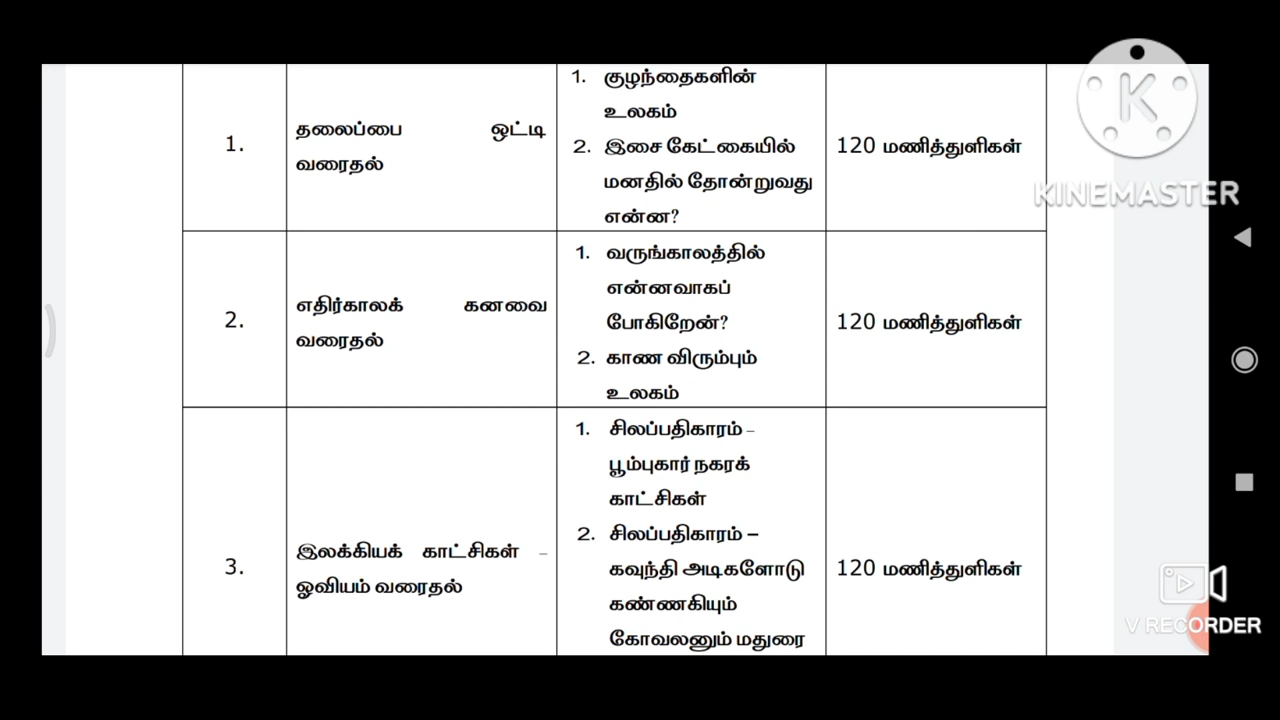 1.
தலைப்பை ஒட்டி
வரைதல்
1. குழந்தைகளின்
உலகம்
2. இசை கேட்கையில்
மனதில் தோன்றுவது
என்ன?
120 மணித்துளிகள்
2.
எதிர்காலக் கனவை
வரைதல்
1. வருங்காலத்தில்
என்னவாகப்
போகிறேன்?
2. காண விரும்பும்
உலகம்
120 மணித்துளிகள்
3.
இலக்கியக் காட்சிகள் –
ஓவியம் வரைதல்
1. சிலப்பதிகாரம் –
பூம்புகார் நகரக்
காட்சிகள்
2. சிலப்பதிகாரம் –
கவுந்தி அடிகளோடு
கண்ணகியும்
கோவலனும் மதுரை
120 மணித்துளிகள்
K
KINEMASTER
V RECORDER